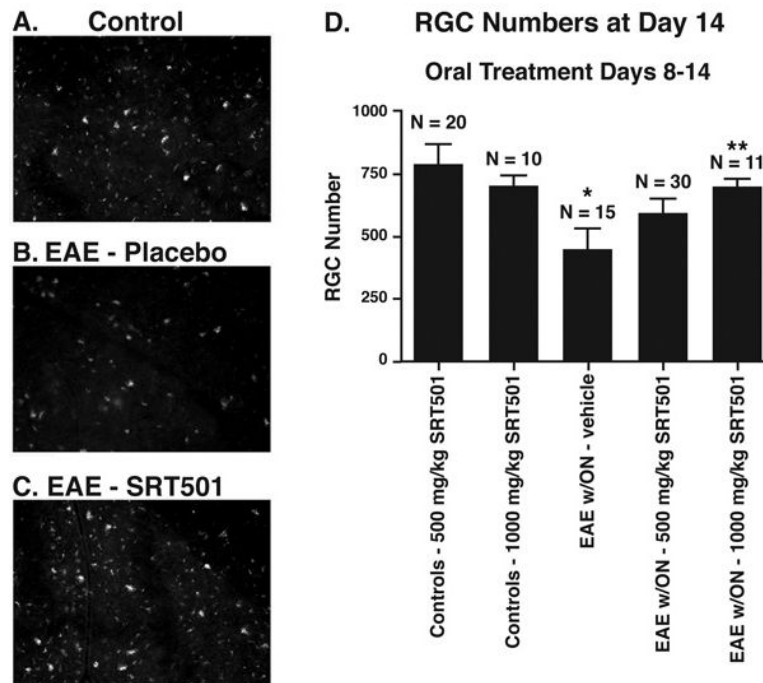 A. Control
B. EAE - Placebo
C. EAE - SRT501
D. RGC Numbers at Day 14
Oral Treatment Days 8-14
RGC Number
1000
750
500
250
0
N = 20
N = 10
*
N = 15
N = 30
**
N = 11
Controls - 500 mg/kg SRT501
Controls - 1000 mg/kg SRT501
EAE w/ON - vehicle
EAE w/ON - 500 mg/kg SRT501
EAE w/ON - 1000 mg/kg SRT501